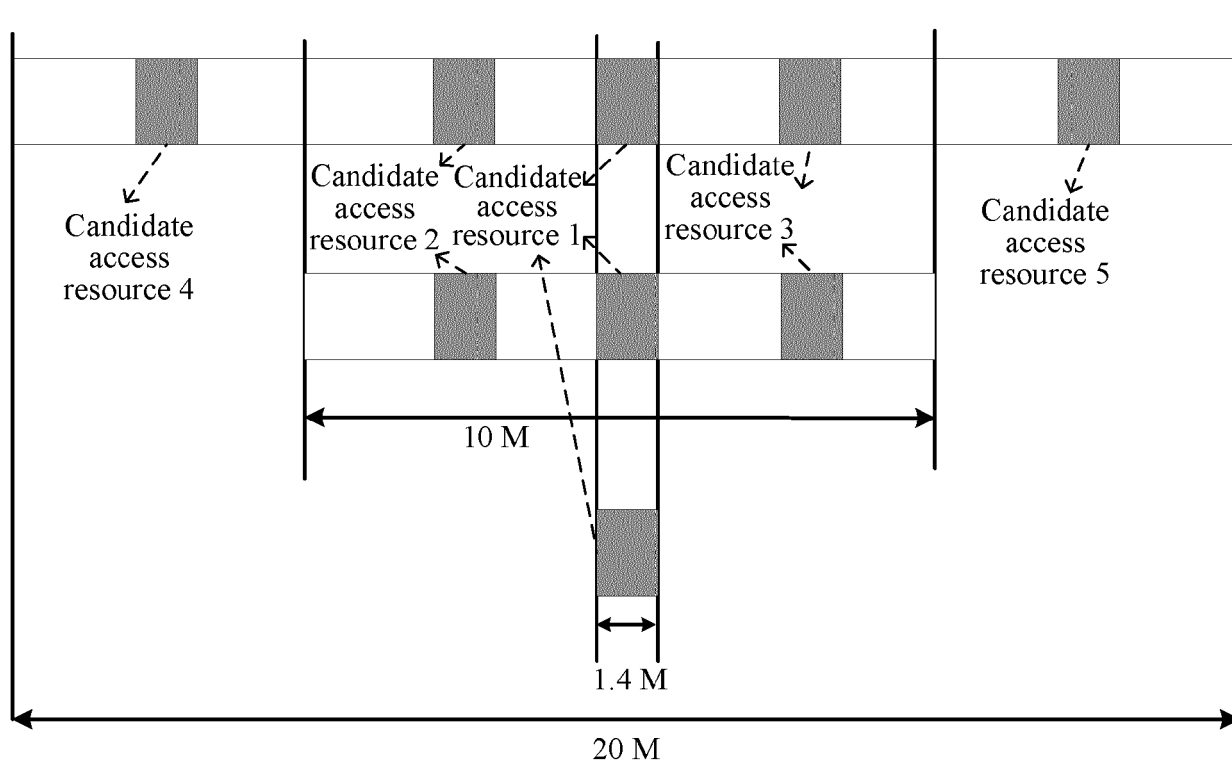 Candidate
access
resource 4
Candidate
access
resource 2
Candidate
access
resource 1
Candidate
access
resource 3
Candidate
access
resource 5
10 M
1.4 M
20 M